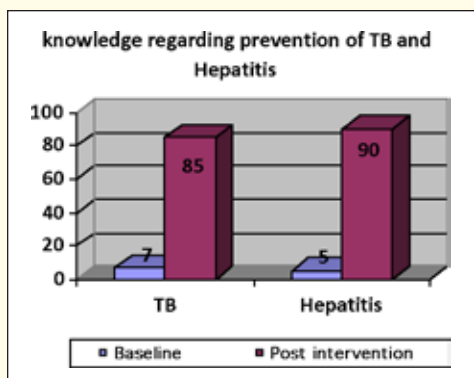 knowledge regarding prevention of TB and
Hepatitis
100
80
60
40
20
0
7
85
5
90
TB
Hepatitis
Baseline
Post intervention